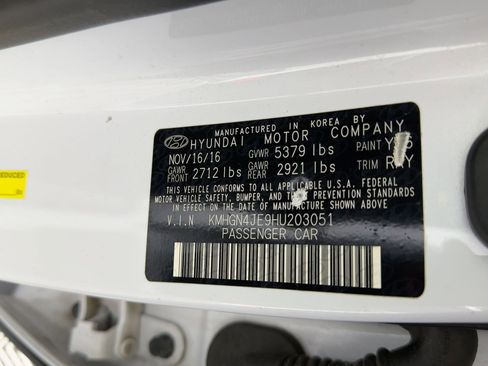 MANUFACTURED IN KOREA BY
HYUNDAI MOTOR COMPANY
NOV/16/16 GVWR 5379 lbs PAINT
GAWR FRONT 2712 lbs GAWR REAR 2921 lbs TRIM
THIS VEHICLE CONFORMS TO ALL APPLICABLE U.S.A. FEDERAL
MOTOR VEHICLE SAFETY, BUMPER, AND THEFT PREVENTION
STANDARDS IN EFFECT ON THE DATE OF MANUFACTURE SHOWN ABOVE.
V.I.N KMHGN4JE9HU203051
PASSENGER CAR